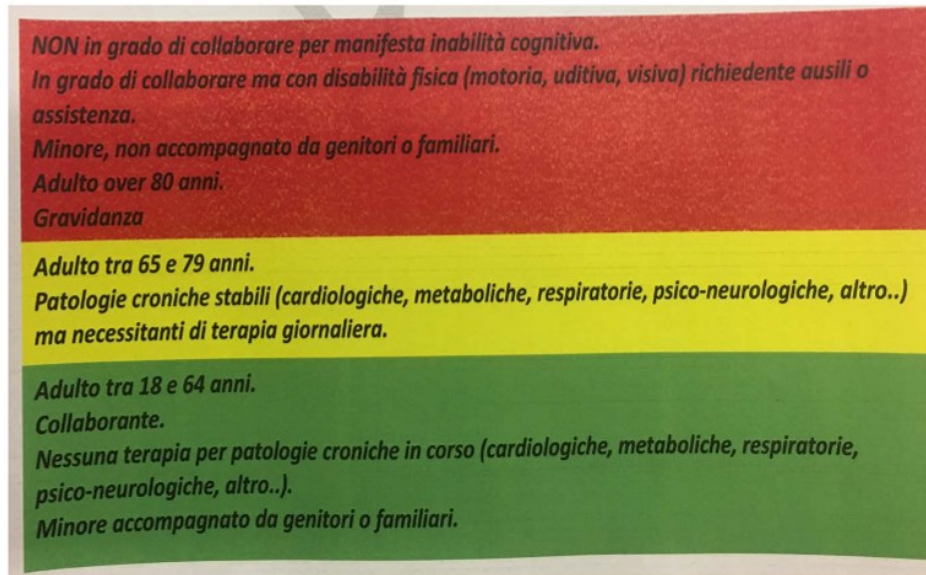 NON in grado di collaborare per manifesta inabilità cognitiva.
In grado di collaborare ma con disabilità fisica (motoria, uditiva, visiva) richiedente ausili o
assistenza.
Minore, non accompagnato da genitori o familiari.
Adulto over 80 anni.
Gravidanza
Adulto tra 65 e 79 anni.
Patologie croniche stabili (cardiologiche, metaboliche, respiratorie, psico-neurologiche, altro..)
ma necessitanti di terapia giornaliera.
Adulto tra 18 e 64 anni.
Collaborante.
Nessuna terapia per patologie croniche in corso (cardiologiche, metaboliche, respiratorie,
psico-neurologiche, altro..).
Minore accompagnato da genitori o familiari.